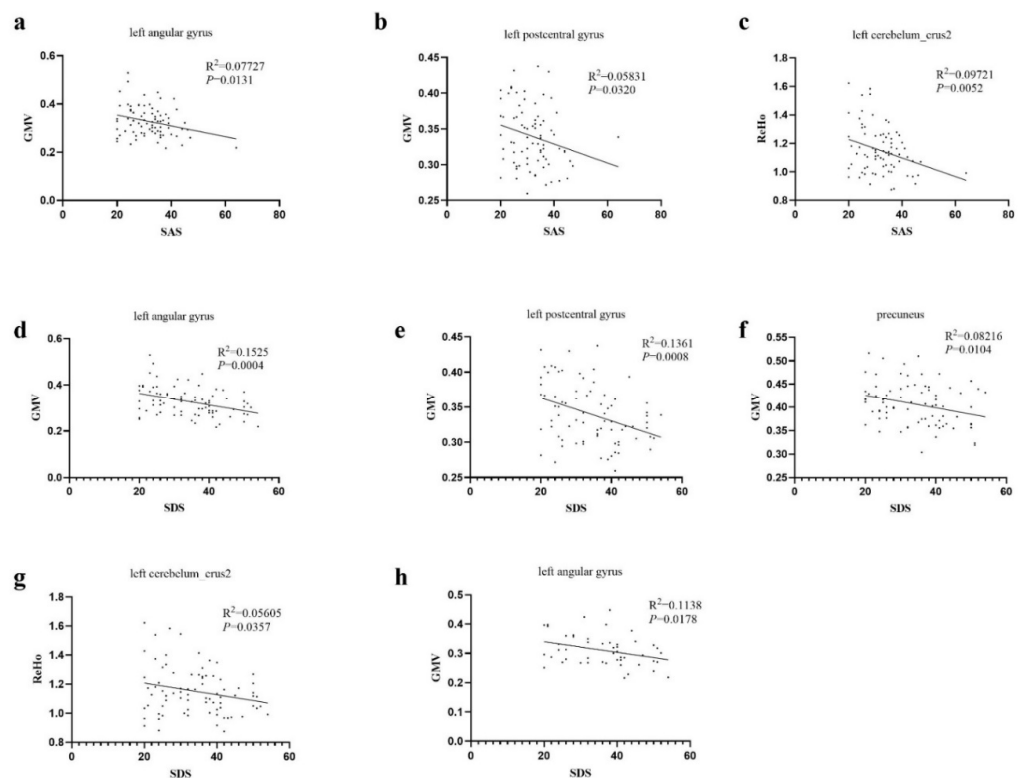 a
left angular gyrus
R²=0.07727
P=0.0131
GMV
0.6
0.4
0.2
0.0
0 20 40 60 80
SAS
b
left postcentral gyrus
R²=0.05831
P=0.0320
GMV
0.45
0.40
0.35
0.30
0.25
0 20 40 60 80
SAS
c
left cerebelum_crus2
R²=0.09721
P=0.0052
ReHo
1.8
1.6
1.4
1.2
1.0
0.8
0 20 40 60 80
SAS
d
left angular gyrus
R²=0.1525
P=0.0004
GMV
0.6
0.4
0.2
0.0
0 20 40 60
SDS
e
left postcentral gyrus
R²=0.1361
P=0.0008
GMV
0.45
0.40
0.35
0.30
0.25
0 20 40 60
SDS
f
precuneus
R²=0.08216
P=0.0104
GMV
0.55
0.50
0.45
0.40
0.35
0.30
0.25
0 20 40 60
SDS
g
left cerebelum_crus2
R²=0.05605
P=0.0357
ReHo
1.8
1.6
1.4
1.2
1.0
0.8
0 20 40 60
SDS
h
left angular gyrus
R²=0.1138
P=0.0178
GMV
0.5
0.4
0.3
0.2
0.1
0.0
0 20 40 60
SDS